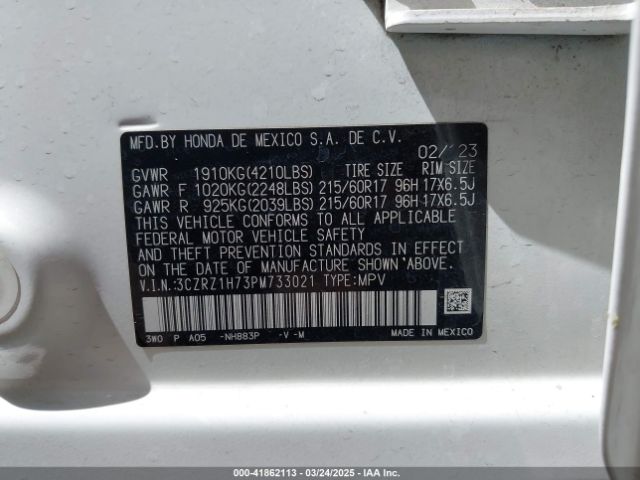 MFD.BY HONDA DE MEXICO S.A. DE C.V.
02/'23
GVWR 1910KG(4210LBS) TIRE SIZE RIM SIZE
GAWR F 1020KG(2248LBS) 215/60R17 96H 17X6.5J
GAWR R 925KG(2039LBS) 215/60R17 96H 17X6.5J
THIS VEHICLE CONFORMS TO ALL APPLICABLE
FEDERAL MOTOR VEHICLE SAFETY
AND THEFT PREVENTION STANDARDS IN EFFECT
ON THE DATE OF MANUFACTURE SHOWN ABOVE.
V.I.N.:3CZRZ1H73PM733021 TYPE:MPV
3W0 P A05 -NH883P -V -M MADE IN MEXICO
000-41862113 - 03/24/2025 - IAA Inc.